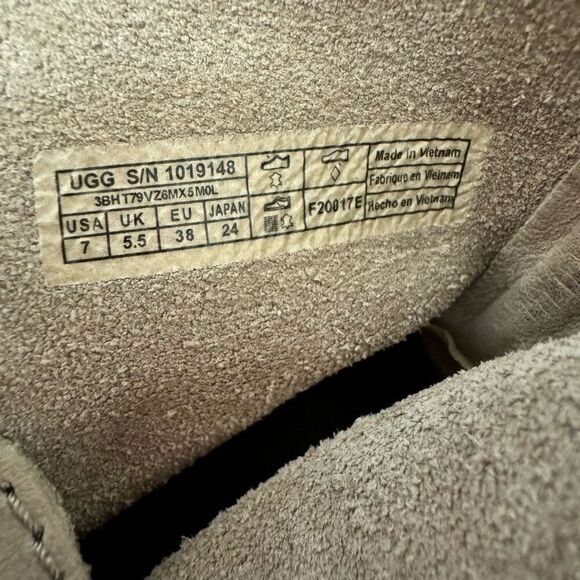 UGG S/N 1019148
3BHT79VZ6MX5M0L
USA UK EU JAPAN
7 5.5 38 24
F20017E
Made in Vietnam
Fabriqué en Vietnam
Hecho en Vietnam